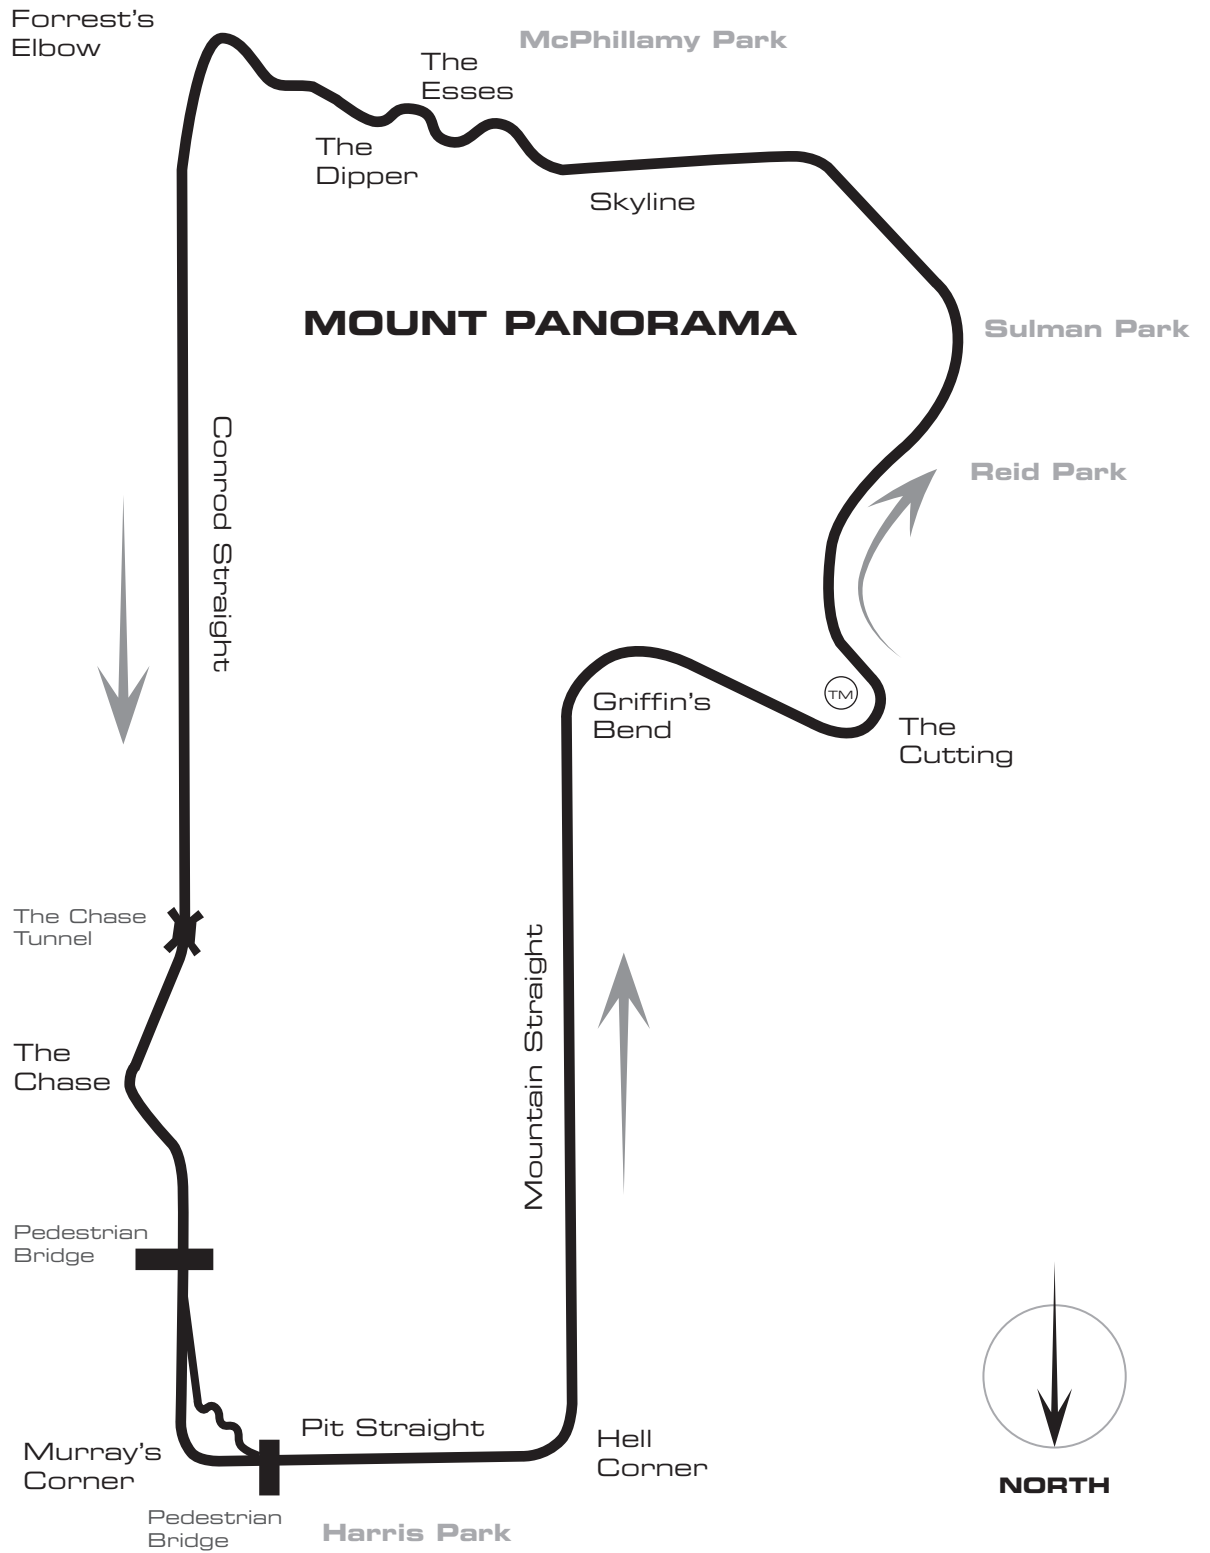 Forrest's
Elbow
McPhillamy Park
The
Esses
The
Dipper
Skyline
MOUNT PANORAMA
Sulman Park
Conrod Straight
Reid Park
Griffin's
Bend
TM
The
Cutting
The Chase
Tunnel
Mountain Straight
The
Chase
Pedestrian
Bridge
Pit Straight
Hell
Corner
Murray's
Corner
NORTH
Pedestrian
Bridge
Harris Park